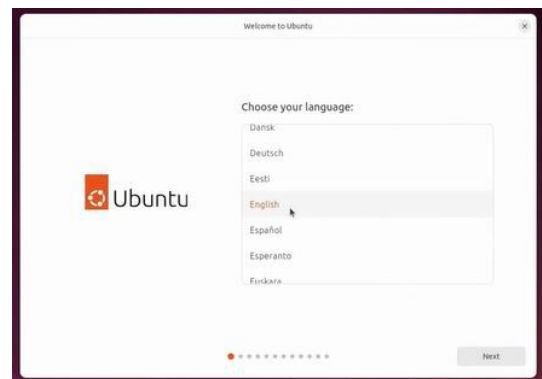 Welcome to Ubuntu
Choose your language:
Dansk
Deutsch
Eesti
English
Ubuntu
Español
Esperanto
Euskara
Next